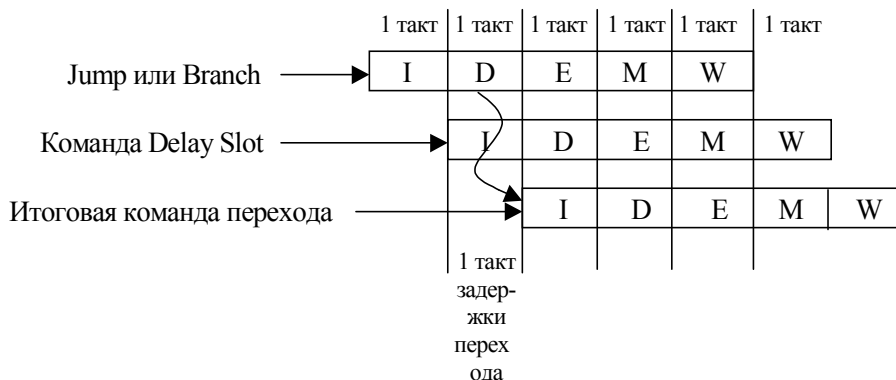 1 такт 1 такт 1 такт 1 такт 1 такт 1 такт
Jump или Branch I D E M W
Команда Delay Slot I D E M W
Итоговая команда перехода I D E M W
1 такт
задер-
жки
перех
ода